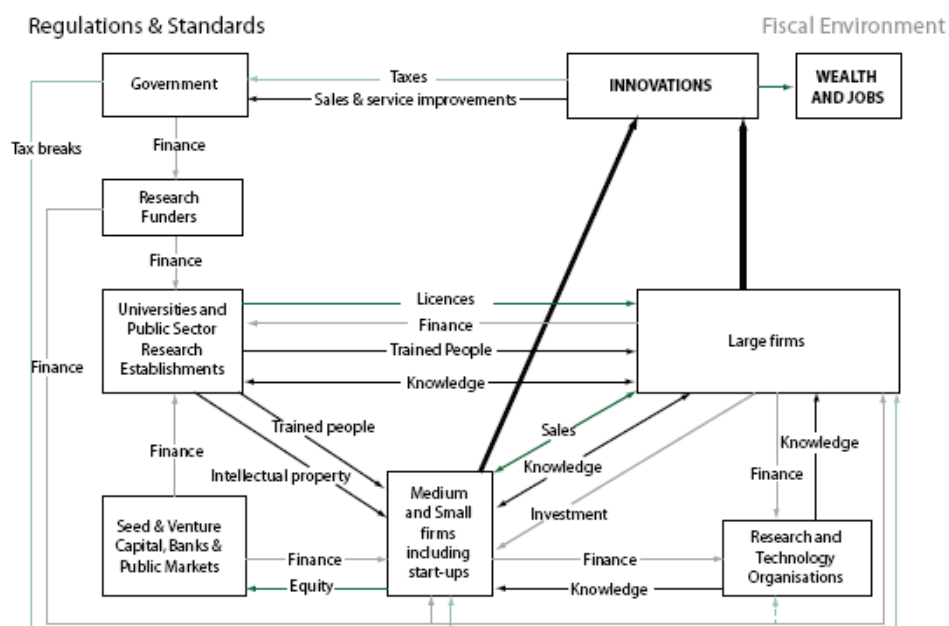 Regulations & Standards
Fiscal Environment
Government
Taxes
Sales & service improvements
INNOVATIONS
WEALTH
AND JOBS
Tax breaks
Finance
Research
Funders
Finance
Universities and
Public Sector
Research
Establishments
Licences
Finance
Trained People
Knowledge
Large firms
Finance
Trained people
Intellectual property
Finance
Sales
Knowledge
Investment
Knowledge
Finance
Seed & Venture
Capital, Banks &
Public Markets
Finance
Equity
Medium
and Small
firms
including
start-ups
Finance
Knowledge
Research and
Technology
Organisations